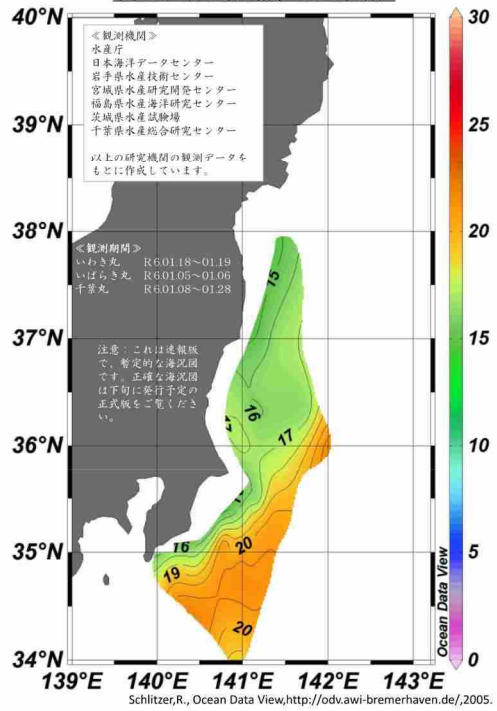 40°N
39°N
38°N
37°N
36°N
35°N
34°N
≪観測機関≫
水産庁
日本海洋データセンター
岩手県水産技術センター
宮城県水産研究開発センター
福島県水産海洋研究センター
茨城県水産試験場
千葉県水産総合研究センター
以上の研究機関の観測データを
もとに作成しています。
≪観測期間≫
いわき丸 R6.01.18～01.19
いばらき丸 R6.01.05～01.06
千葉丸 R6.01.08～01.28
注意：これは速報版
で、暫定的な海況図
です。正確な海況図
は下旬に発行予定の
正式版をご覧くださ
い。
15
16
17
17
16
19
20
20
30
25
20
15
10
5
0
Ocean Data View
139°E
140°E
141°E
142°E
143°E
Schlitzer,R., Ocean Data View,http://odv.awi-bremerhaven.de/,2005.